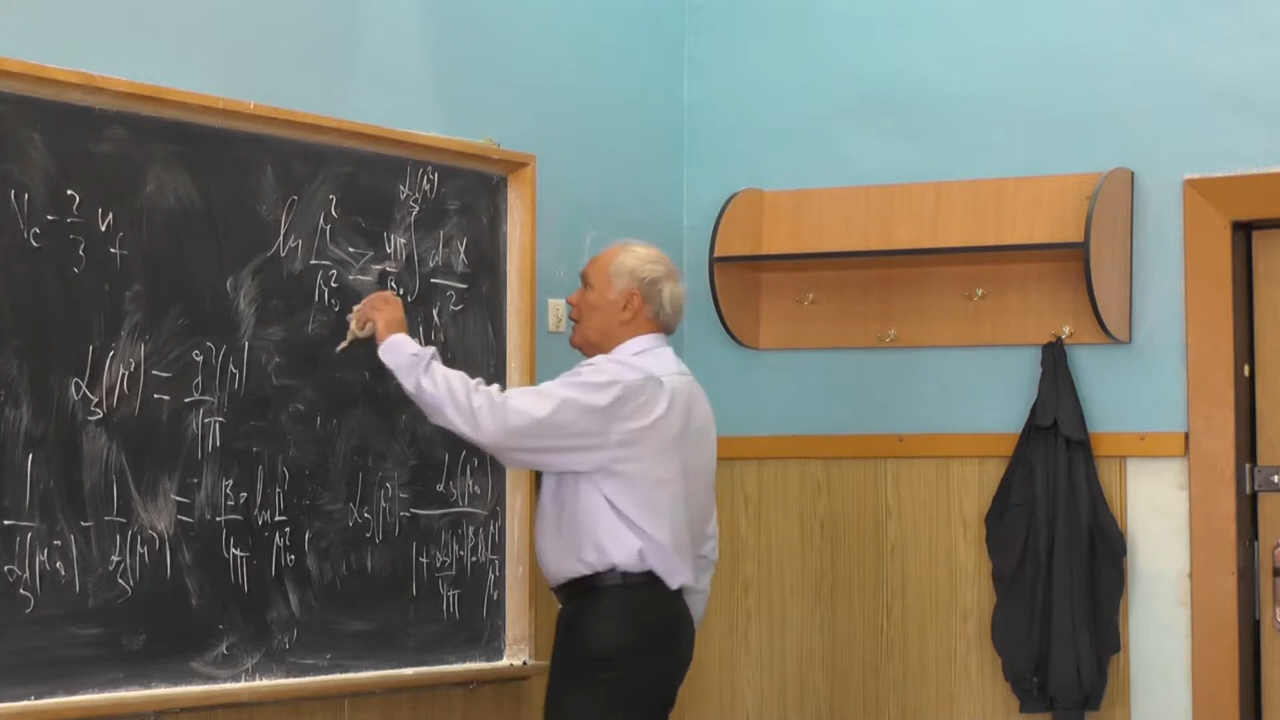 N_c - 2/3 n_f
ln μ²/μ₀² = - 4π/β₀ ∫^{α_s(μ²)} dx/x²
α_s(μ²) = g²(μ)/4π
1/α_s(μ₀²) - 1/α_s(μ²) = β₀/4π ln μ²/μ₀²
α_s(μ²) = α_s(μ₀²)/(1 + α_s(μ₀²)/4π β₀ ln μ²/μ₀²)